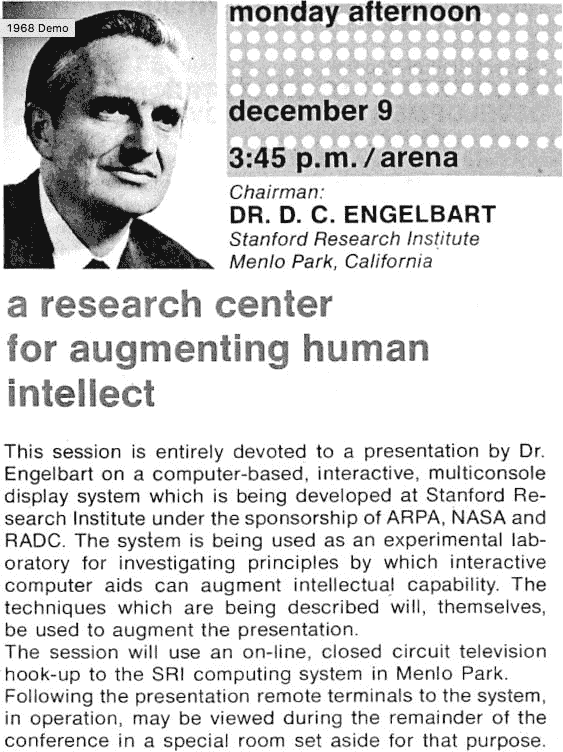 1968 Demo
monday afternoon
december 9
3:45 p.m. / arena
Chairman:
DR. D. C. ENGELBART
Stanford Research Institute
Menlo Park, California
a research center
for augmenting human
intellect
This session is entirely devoted to a presentation by Dr.
Engelbart on a computer-based, interactive, multiconsole
display system which is being developed at Stanford Re-
search Institute under the sponsorship of ARPA, NASA and
RADC. The system is being used as an experimental lab-
oratory for investigating principles by which interactive
computer aids can augment intellectual capability. The
techniques which are being described will, themselves,
be used to augment the presentation.
The session will use an on-line, closed circuit television
hook-up to the SRI computing system in Menlo Park.
Following the presentation remote terminals to the system,
in operation, may be viewed during the remainder of the
conference in a special room set aside for that purpose.